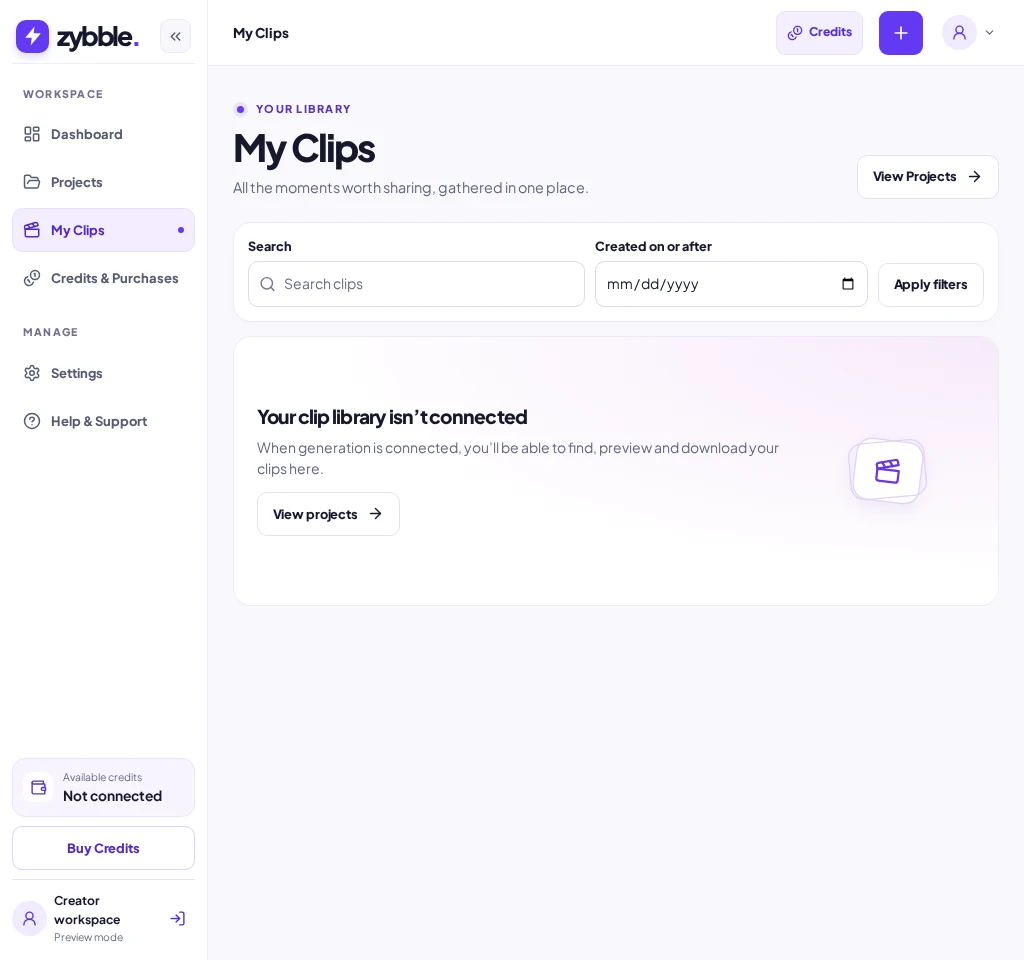 zybble.
WORKSPACE
Dashboard
Projects
My Clips
Credits & Purchases
MANAGE
Settings
Help & Support
Available credits
Not connected
Buy Credits
Creator
workspace
Preview mode
My Clips
Credits
YOUR LIBRARY
My Clips
All the moments worth sharing, gathered in one place.
View Projects
Search
Created on or after
Search clips
mm/dd/yyyy
Apply filters
Your clip library isn’t connected
When generation is connected, you’ll be able to find, preview and download your
clips here.
View projects